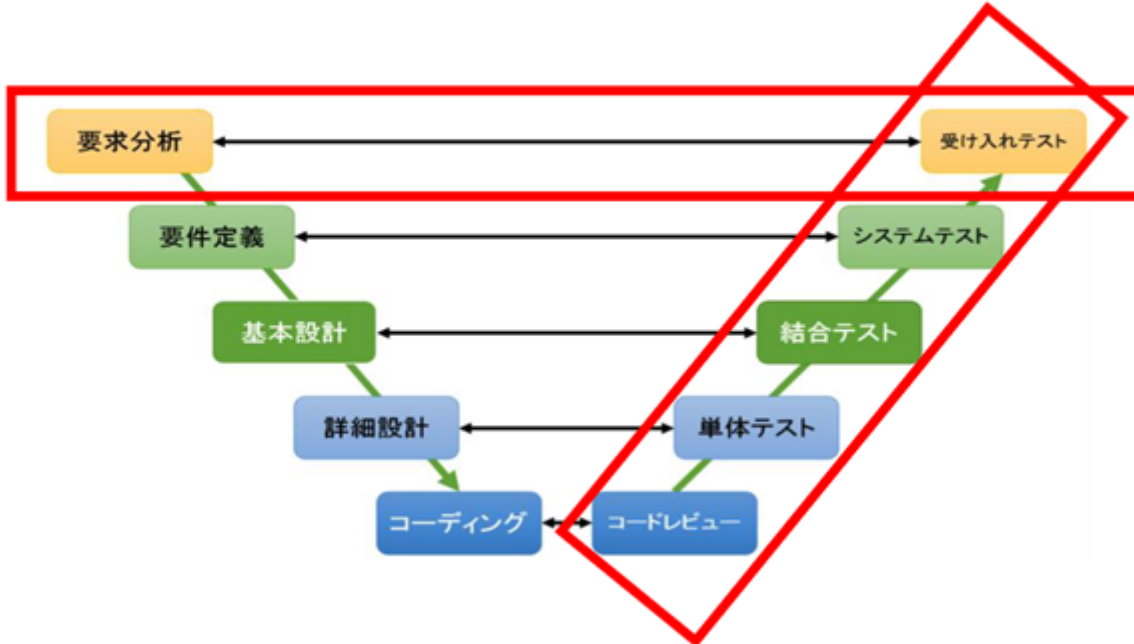 要求分析
受け入れテスト
要件定義
システムテスト
基本設計
結合テスト
詳細設計
単体テスト
コーディング
コードレビュー